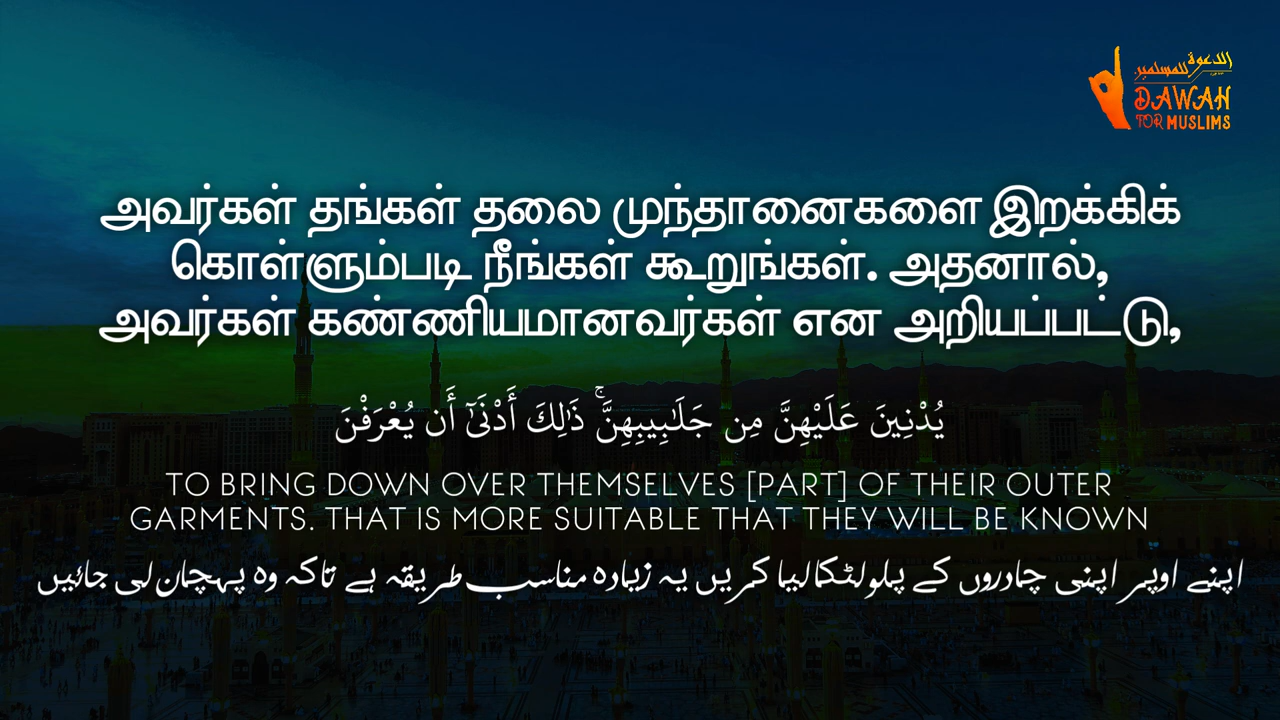 الدعوة للمسلمين
DAWAH
FOR MUSLIMS
அவர்கள் தங்கள் தலை முந்தானைகளை இறக்கிக்
கொள்ளும்படி நீங்கள் கூறுங்கள். அதனால்,
அவர்கள் கண்ணியமானவர்கள் என அறியப்பட்டு,
يُدْنِينَ عَلَيْهِنَّ مِن جَلَـٰبِيبِهِنَّ ۚ ذَٰلِكَ أَدْنَىٰٓ أَن يُعْرَفْنَ
TO BRING DOWN OVER THEMSELVES [PART] OF THEIR OUTER
GARMENTS. THAT IS MORE SUITABLE THAT THEY WILL BE KNOWN
اپنے اوپر اپنی چادروں کے پلو لٹکا لیا کریں یہ زیادہ مناسب طریقہ ہے تاکہ وہ پہچان لی جائیں